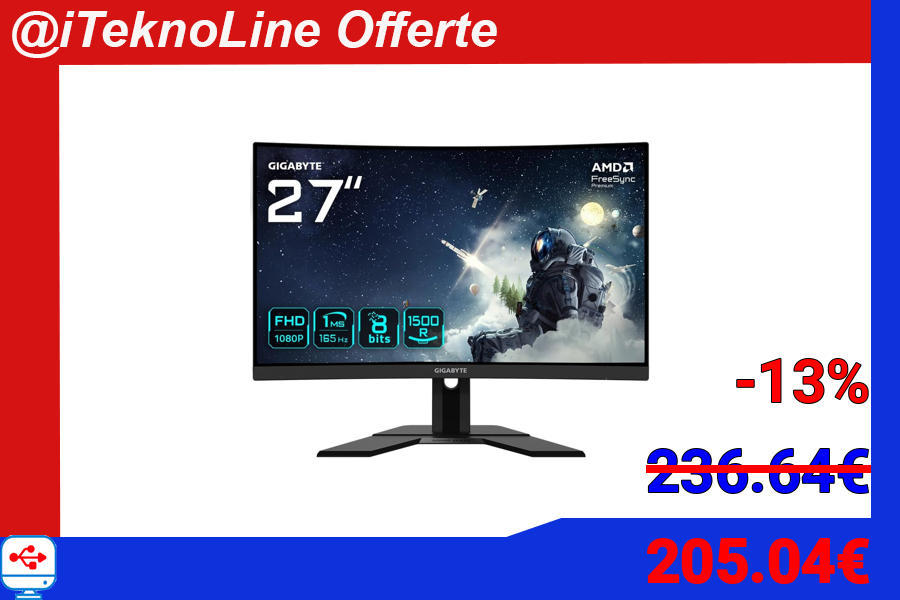 @iTeknoLine Offerte
GIGABYTE
27“
AMD
FreeSync
Premium
FHD
1080P
1MS
165Hz
8
bits
1500
R
GIGABYTE
-13%
236.64€
205.04€